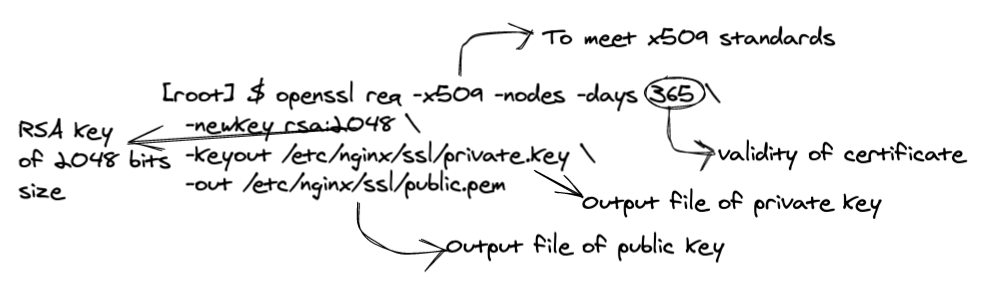 To meet x509 standards
[root] $ openssl req -x509 -nodes -days 365 \
-newkey rsa:2048 \
-keyout /etc/nginx/ssl/private.key \
-out /etc/nginx/ssl/public.pem
RSA key
of 2048 bits
size
validity of certificate
output file of private key
output file of public key